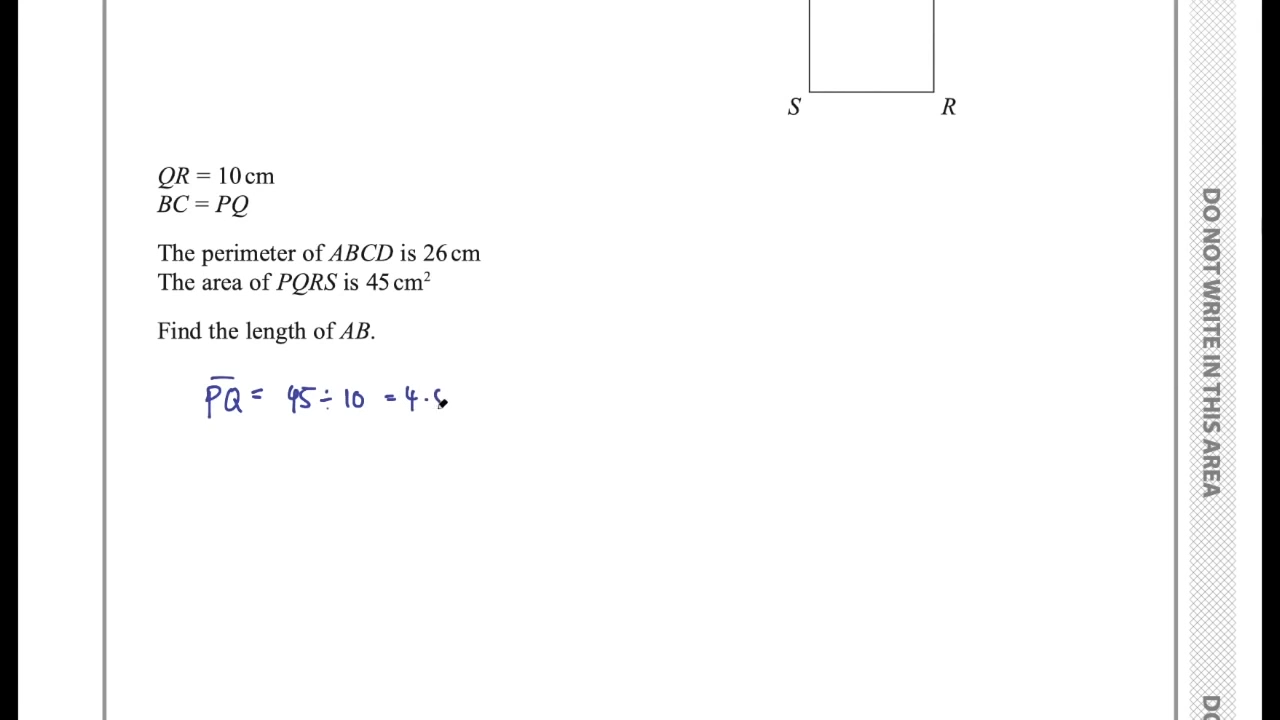 S R
QR = 10 cm
BC = PQ
The perimeter of ABCD is 26 cm
The area of PQRS is 45 cm²
Find the length of AB.
PQ = 45 ÷ 10 = 4.
DO NOT WRITE IN THIS AREA